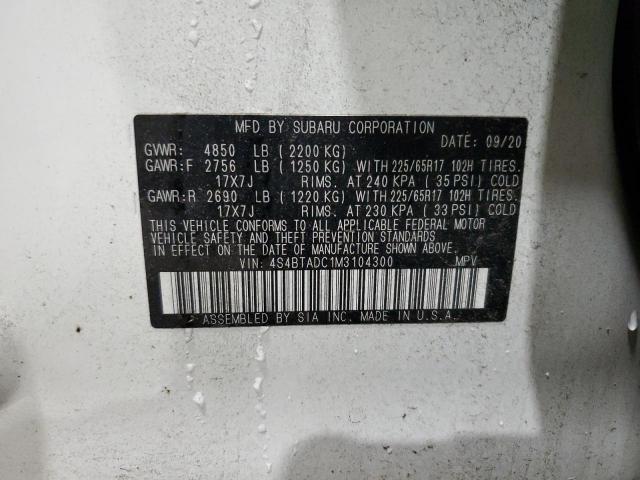 MFD BY SUBARU CORPORATION
DATE: 09/20
GVWR: 4850 LB ( 2200 KG)
GAWR:F 2756 LB ( 1250 KG) WITH 225/65R17 102H TIRES.
17X7J RIMS. AT 240 KPA ( 35 PSI) COLD
GAWR:R 2690 LB ( 1220 KG) WITH 225/65R17 102H TIRES.
17X7J RIMS. AT 230 KPA ( 33 PSI) COLD
THIS VEHICLE CONFORMS TO ALL APPLICABLE FEDERAL MOTOR
VEHICLE SAFETY AND THEFT PREVENTION STANDARDS
IN EFFECT ON THE DATE OF MANUFACTURE SHOWN ABOVE.
VIN: 4S4BTADC1M3104300 MPV
ASSEMBLED BY SIA INC. MADE IN U.S.A.